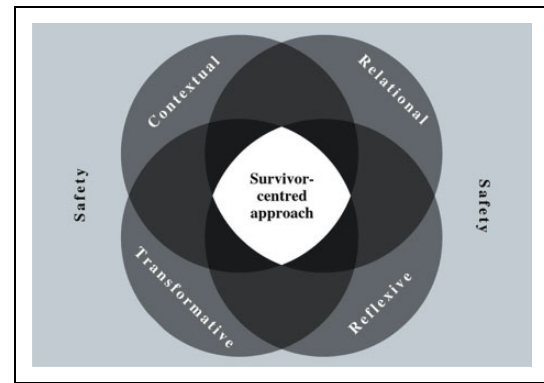 Contextual
Relational
Safety
Survivor-
centred
approach
Safety
Transformative
Reflexive